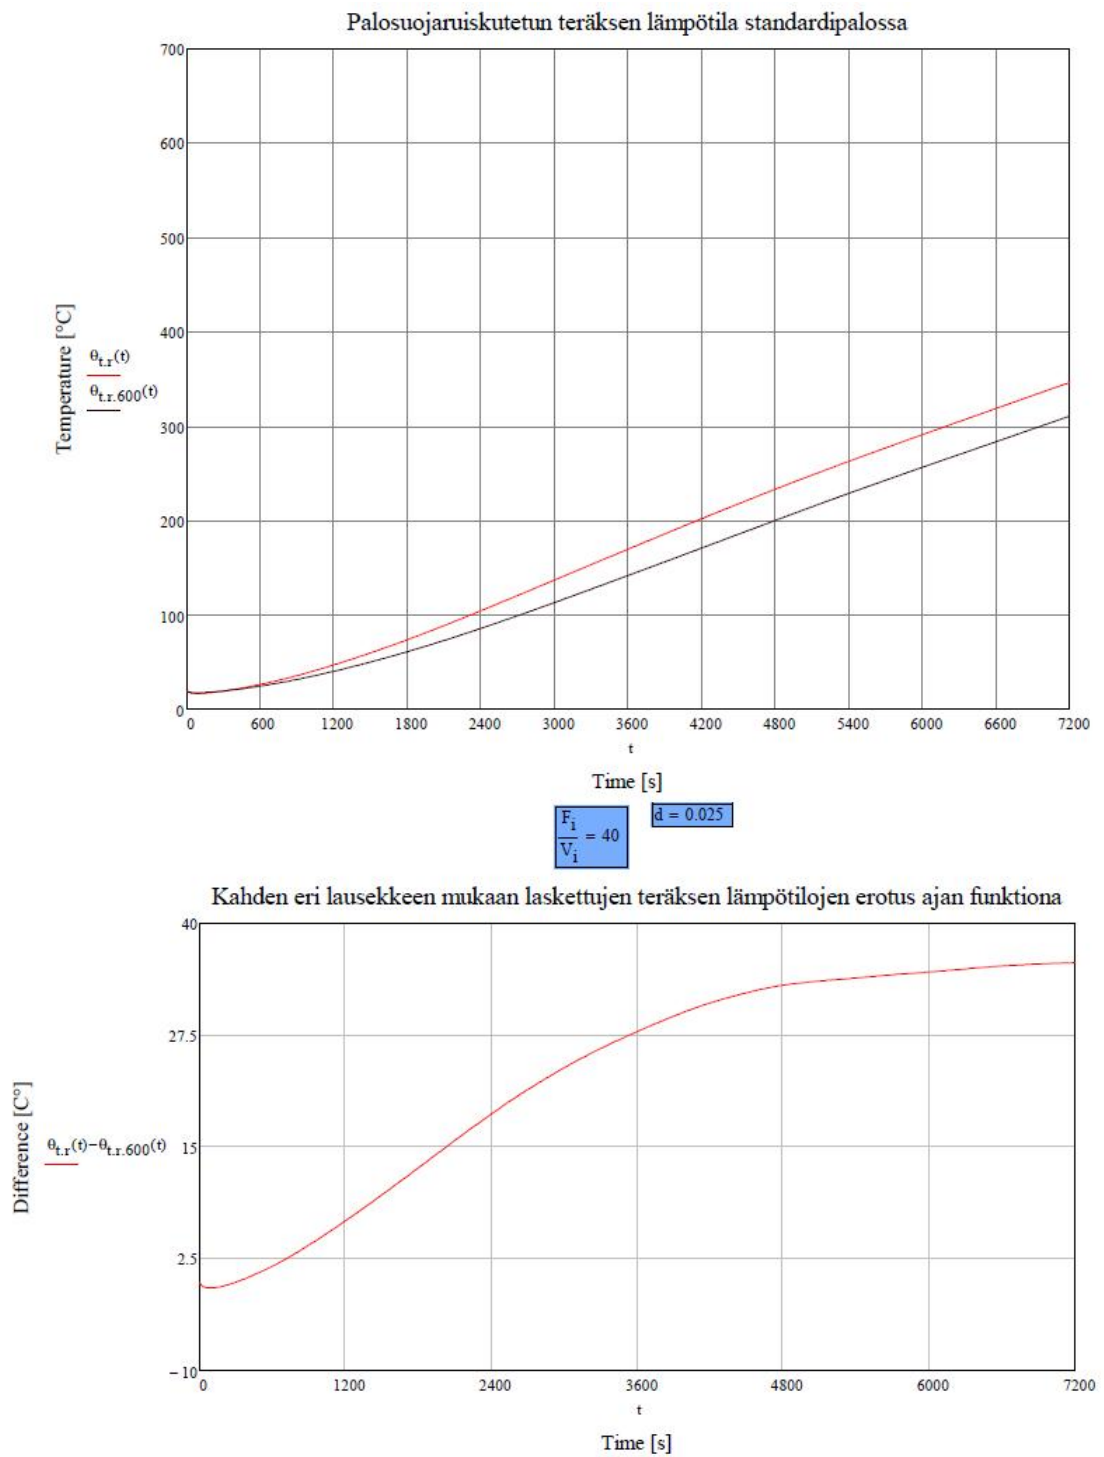 Palosuojaruiskutetun teräksen lämpötila standardipalossa
700
600
500
400
300
200
100
0
Temperature [°C]
θt.r(t)
θt.r.600(t)
0 600 1200 1800 2400 3000 3600 4200 4800 5400 6000 6600 7200
t
Time [s]
Fi
Vi
= 40
d = 0.025
Kahden eri lausekkeen mukaan laskettujen teräksen lämpötilojen erotus ajan funktiona
40
27.5
15
2.5
−10
Difference [C°]
θt.r(t)−θt.r.600(t)
0 1200 2400 3600 4800 6000 7200
t
Time [s]